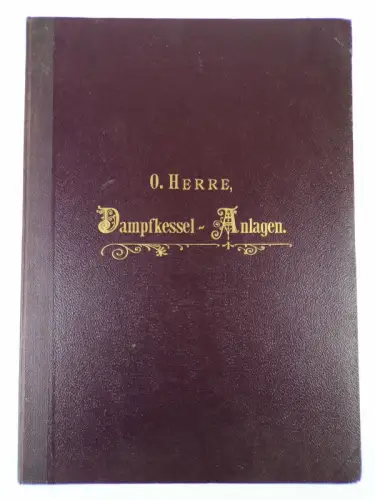 O. HERRE,
Dampfkessel - Anlagen.